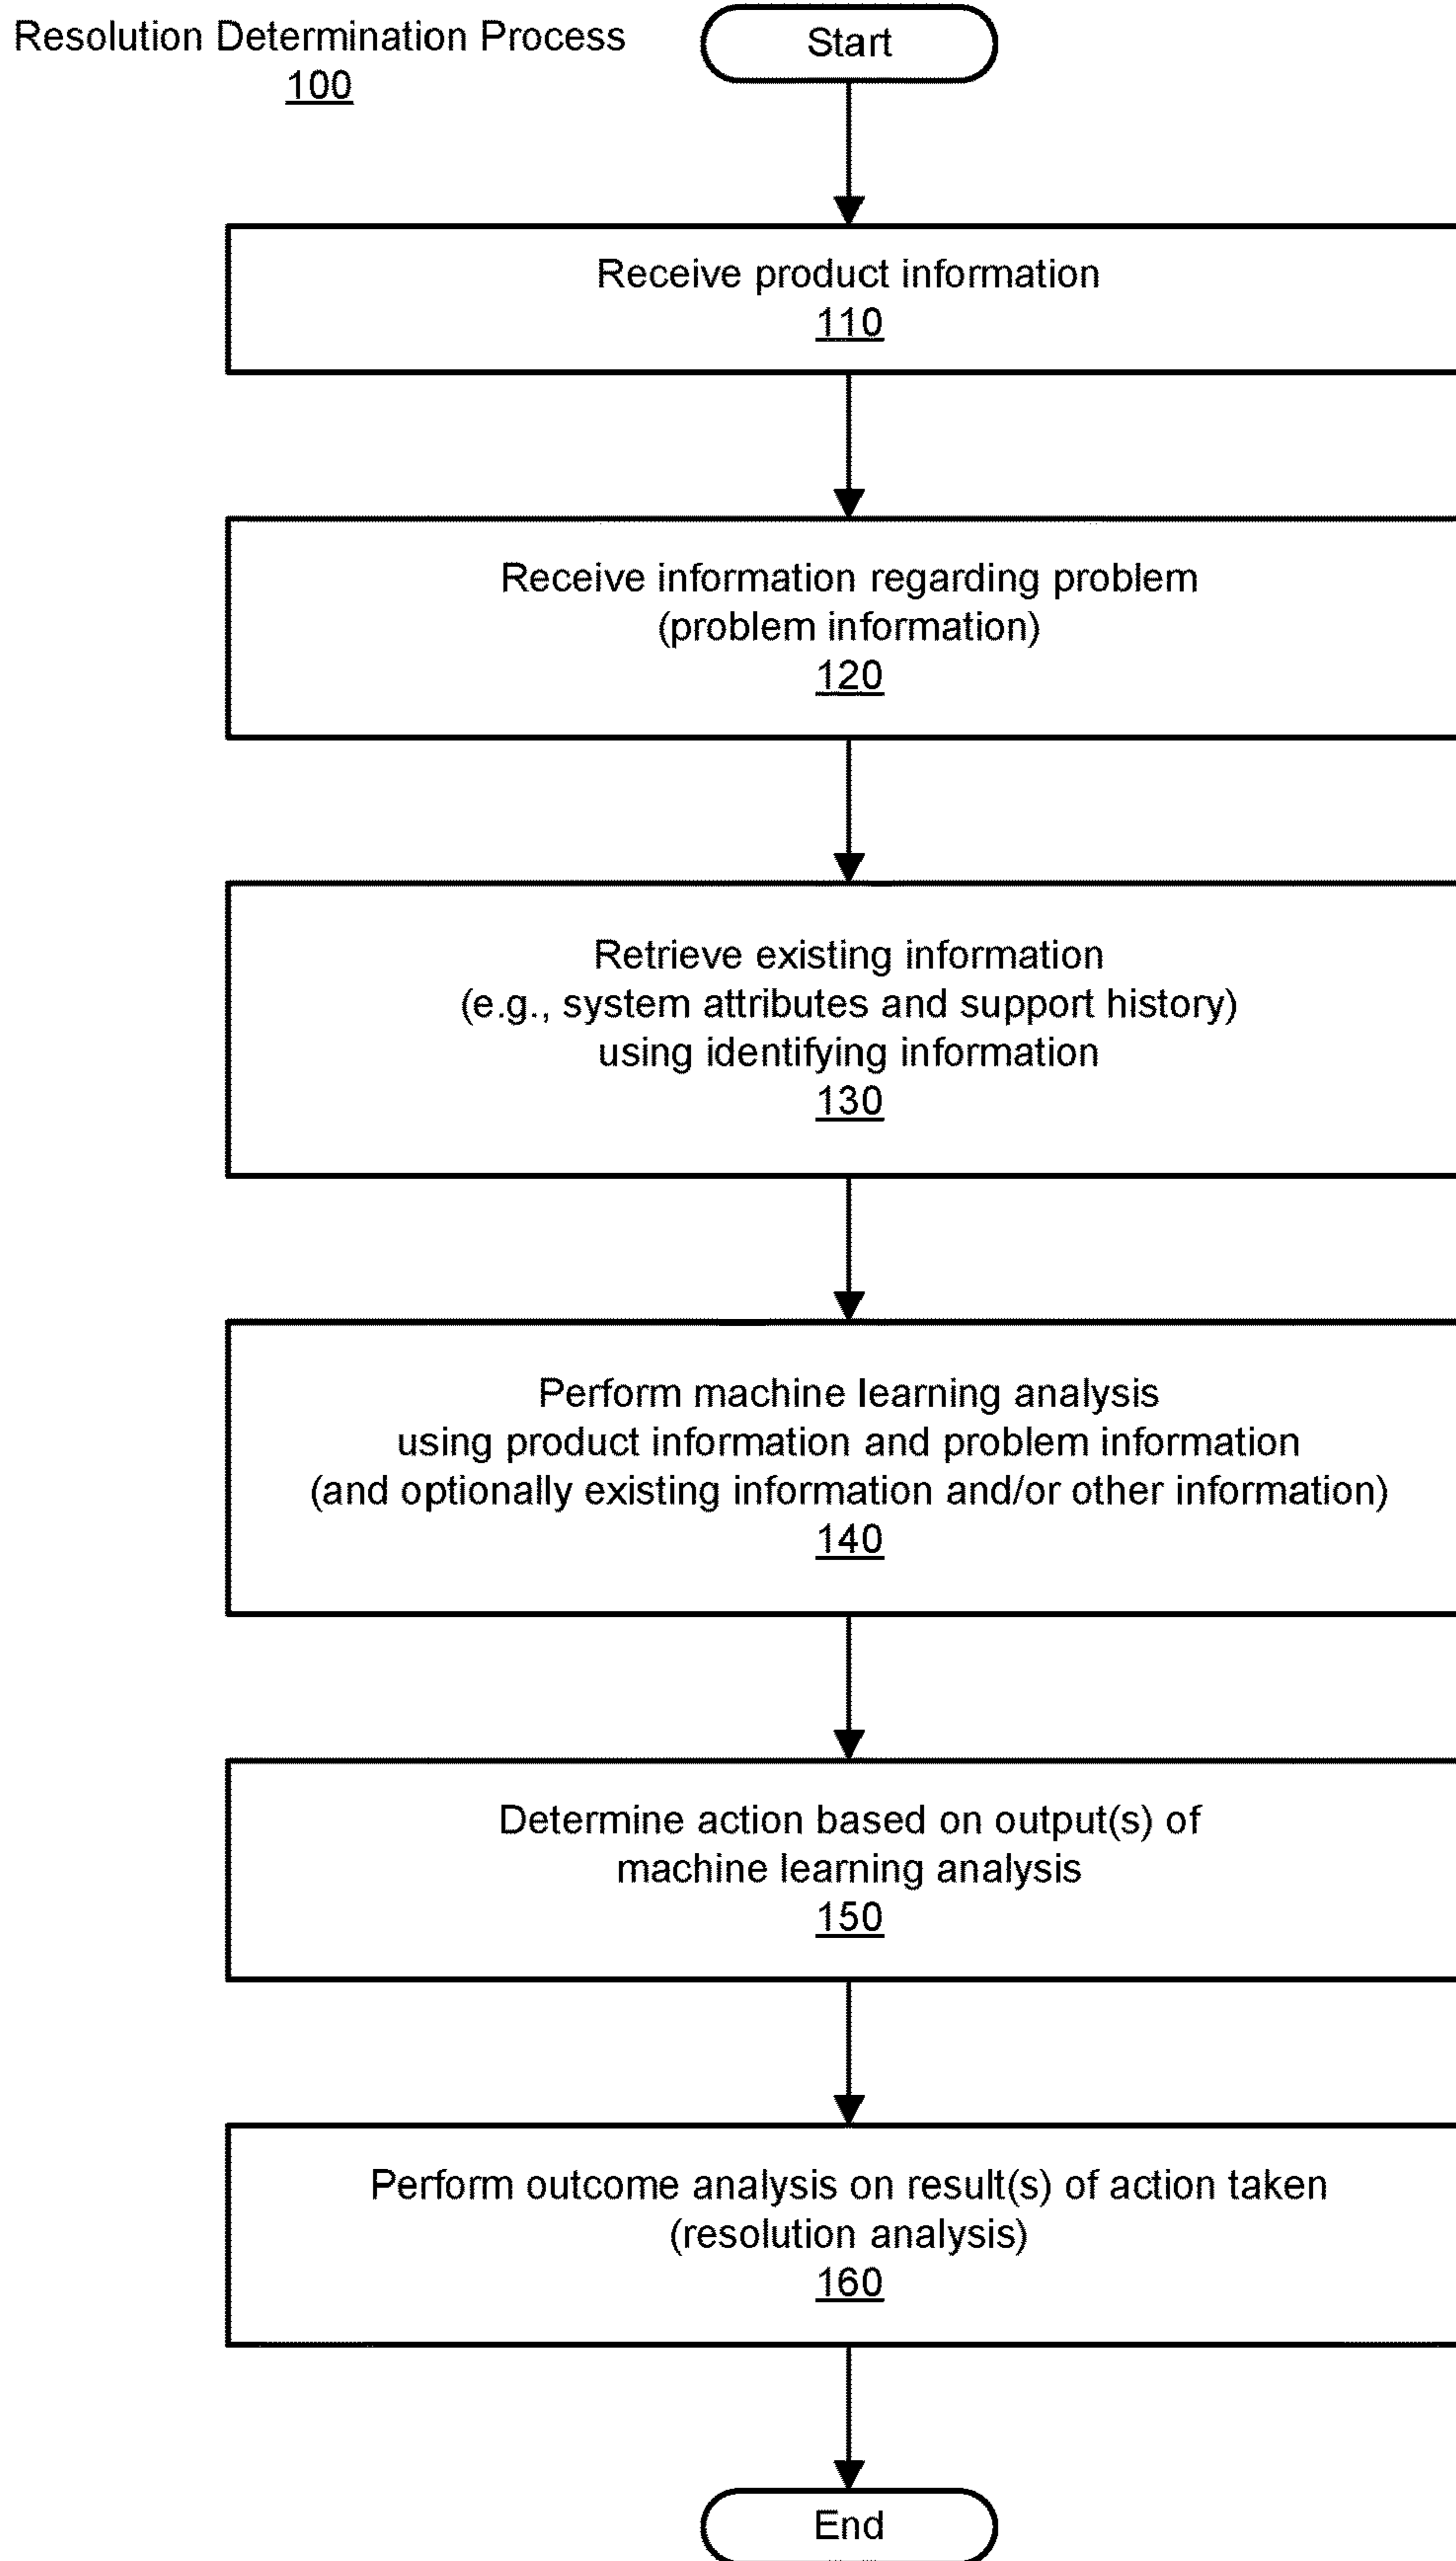 Resolution Determination Process
100
Start
Receive product information
110
Receive information regarding problem
(problem information)
120
Retrieve existing information
(e.g., system attributes and support history)
using identifying information
130
Perform machine learning analysis
using product information and problem information
(and optionally existing information and/or other information)
140
Determine action based on output(s) of
machine learning analysis
150
Perform outcome analysis on result(s) of action taken
(resolution analysis)
160
End